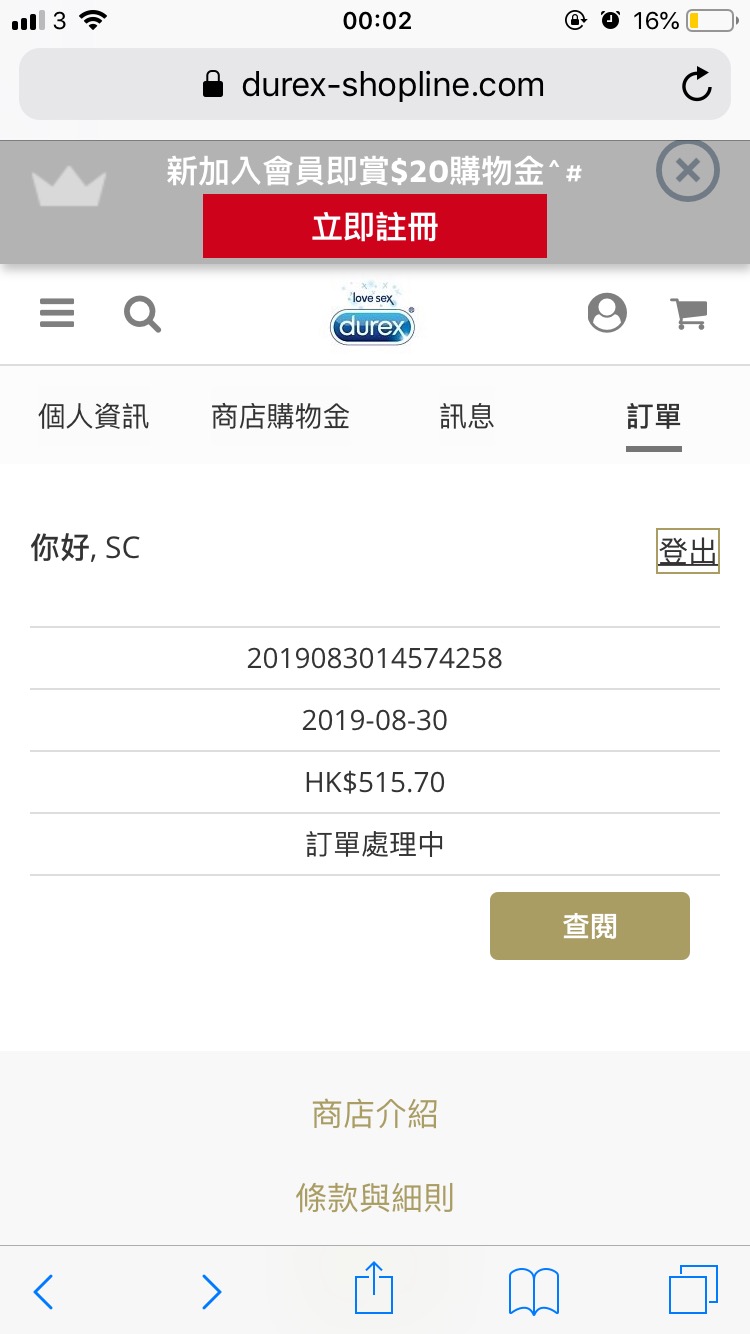 3 00:02 16%
durex-shopline.com
新加入會員即賞$20購物金^#
立即註冊
love sex
durex®
個人資訊 商店購物金 訊息 訂單
你好, SC 登出
2019083014574258
2019-08-30
HK$515.70
訂單處理中
查閱
商店介紹
條款與細則